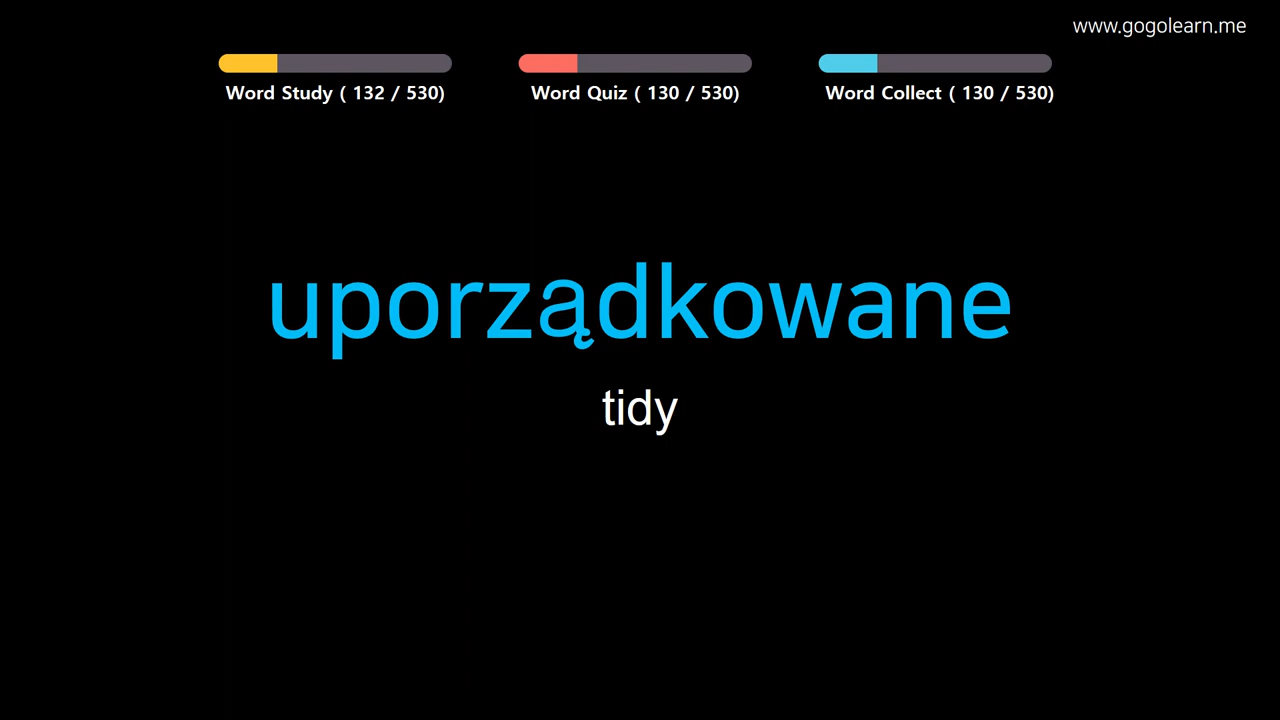 www.gogolearn.me
Word Study ( 132 / 530)
Word Quiz ( 130 / 530)
Word Collect ( 130 / 530)
uporządkowane
tidy